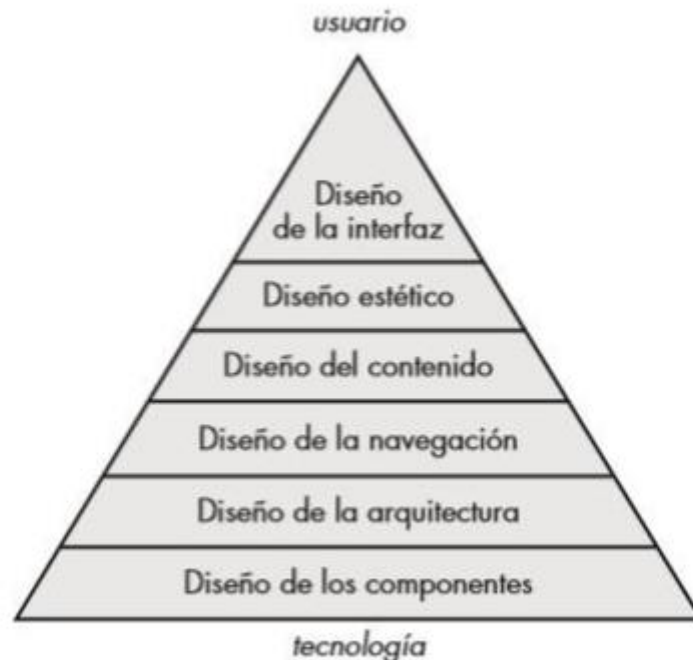 usuario
Diseño
de la interfaz
Diseño estético
Diseño del contenido
Diseño de la navegación
Diseño de la arquitectura
Diseño de los componentes
tecnología